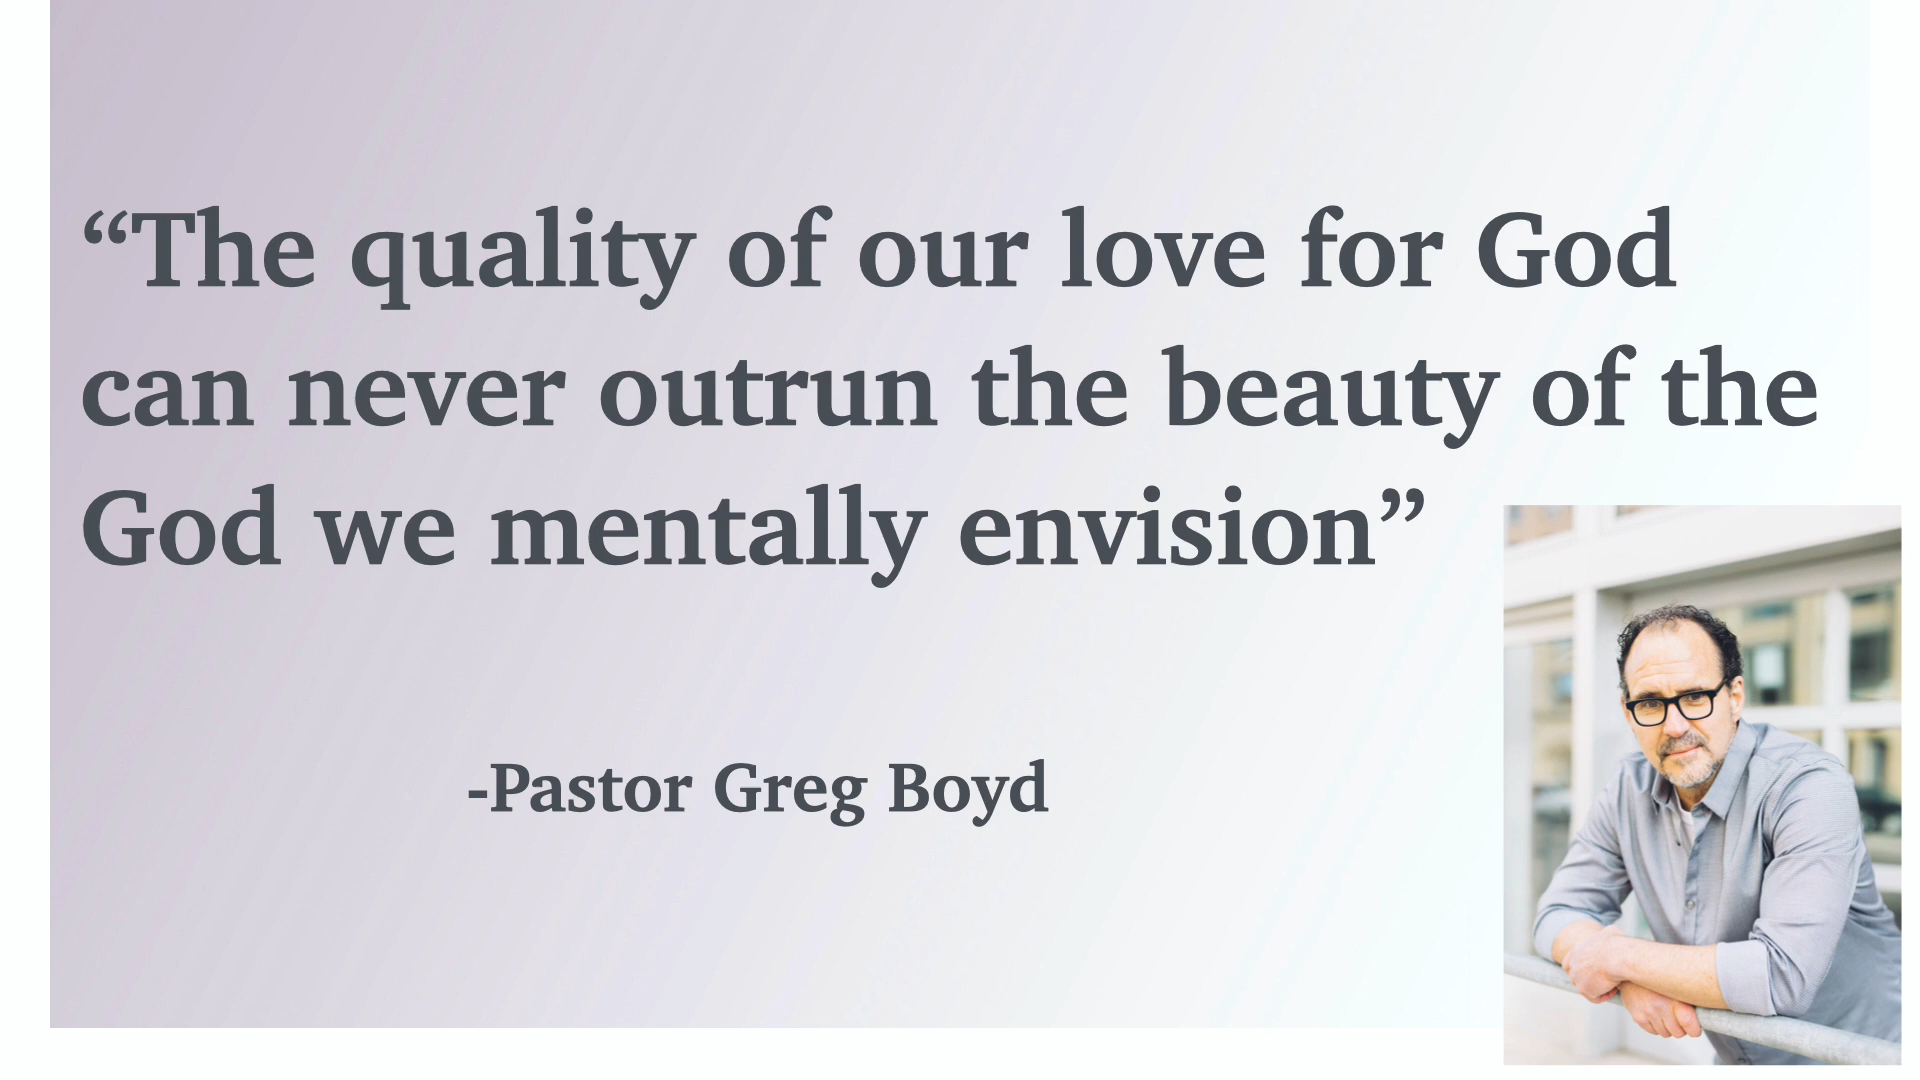 “The quality of our love for God
can never outrun the beauty of the
God we mentally envision”
-Pastor Greg Boyd